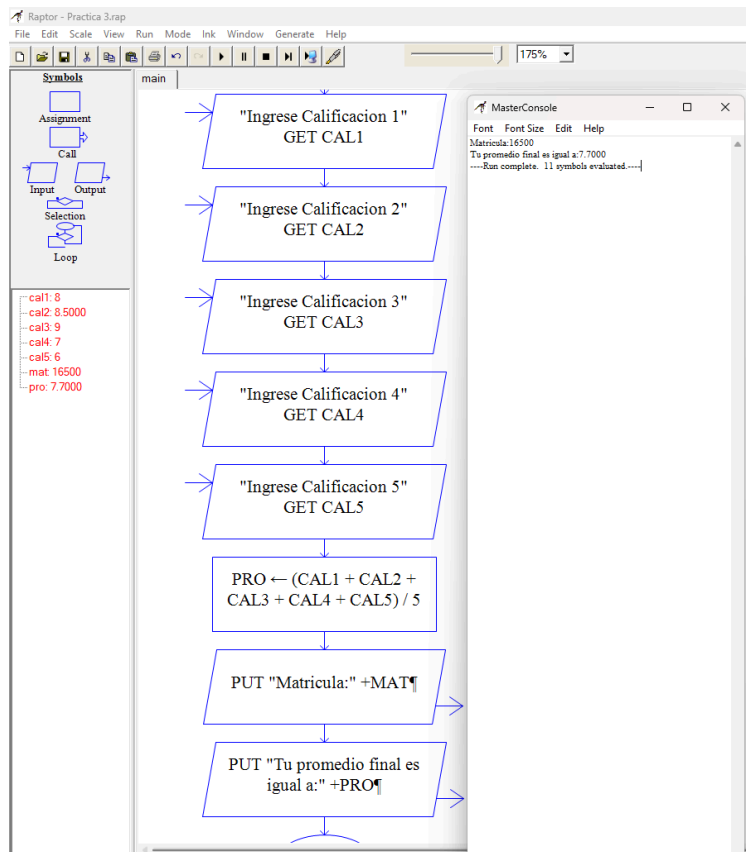 Raptor - Practica 3.rap
File Edit Scale View Run Mode Ink Window Generate Help
175%
Symbols
Assignment
Call
Input Output
Selection
Loop
cal1: 8
cal2: 8.5000
cal3: 9
cal4: 7
cal5: 6
mat: 16500
pro: 7.7000
main
"Ingrese Calificacion 1"
GET CAL1
"Ingrese Calificacion 2"
GET CAL2
"Ingrese Calificacion 3"
GET CAL3
"Ingrese Calificacion 4"
GET CAL4
"Ingrese Calificacion 5"
GET CAL5
PRO ← (CAL1 + CAL2 +
CAL3 + CAL4 + CAL5) / 5
PUT "Matricula:" +MAT¶
PUT "Tu promedio final es
igual a:" +PRO¶
MasterConsole
Font Font Size Edit Help
Matricula:16500
Tu promedio final es igual a:7.7000
----Run complete. 11 symbols evaluated.----